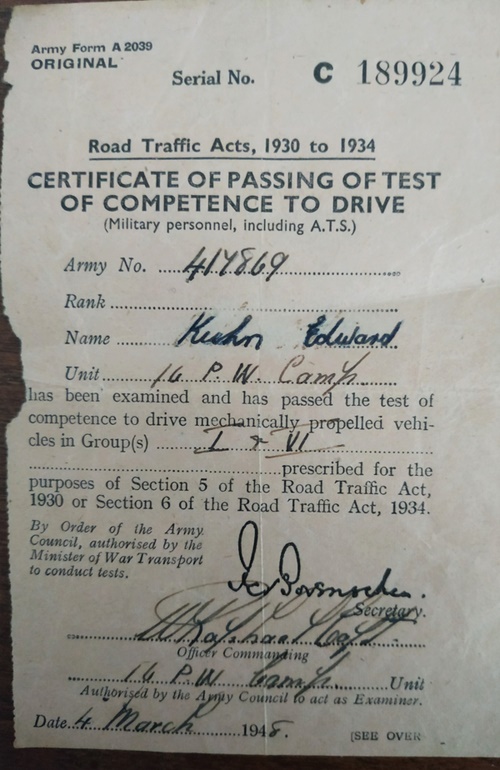 Army Form A 2039
ORIGINAL
Serial No. C 189924
Road Traffic Acts, 1930 to 1934
CERTIFICATE OF PASSING OF TEST
OF COMPETENCE TO DRIVE
(Military personnel, including A.T.S.)
Army No. 417869
Rank
Name Kuhn Edward
Unit 16 P.W. Camp
has been examined and has passed the test of
competence to drive mechanically propelled vehi-
cles in Group(s) I & VI
prescribed for the
purposes of Section 5 of the Road Traffic Act,
1930 or Section 6 of the Road Traffic Act, 1934.
By Order of the Army
Council, authorised by the
Minister of War Transport
to conduct tests.
Secretary.
Officer Commanding
16 P.W. Camp Unit
Authorised by the Army Council to act as Examiner.
Date 4 March 1948.
(SEE OVER